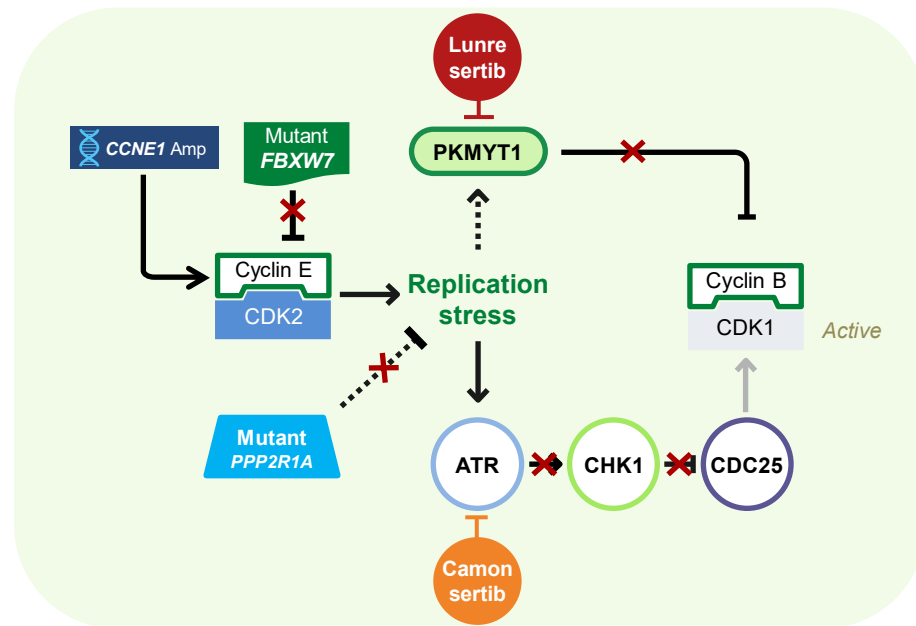 Lunre
sertib
CCNE1 Amp
Mutant
FBXW7
PKMYT1
Cyclin E
CDK2
Replication
stress
Cyclin B
CDK1
Active
Mutant
PPP2R1A
ATR
CHK1
CDC25
Camon
sertib